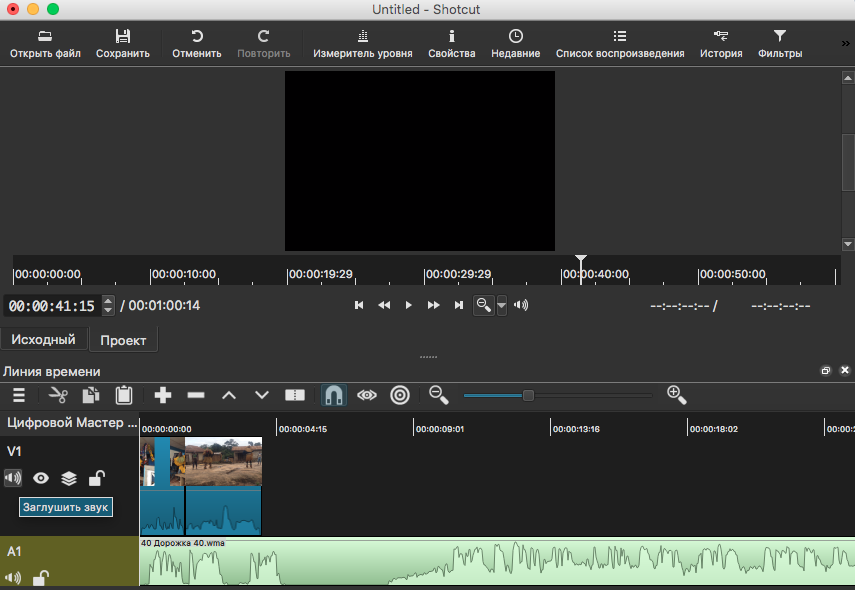 Untitled - Shotcut
Открыть файл Сохранить Отменить Повторить Измеритель уровня Свойства Недавние Список воспроизведения История Фильтры »
00:00:00:00 00:00:10:00 00:00:19:29 00:00:29:29 00:00:40:00 00:00:50:00
00:00:41:15 / 00:01:00:14 --:--:--:-- / --:--:--:--
Исходный Проект
Линия времени
Цифровой Мастер ... 00:00:00:00 00:00:04:15 00:00:09:01 00:00:13:16 00:00:18:02 00:00:
V1
Заглушить звук
A1 40 Дорожка 40.wma